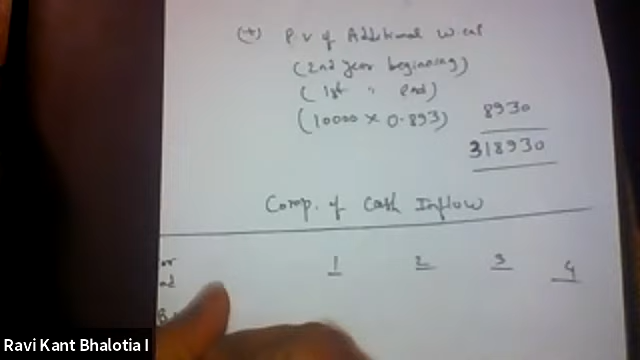 (+) P.V of Additional W.cap
(2nd year beginning)
(1st " end)
(10000 × 0.893) 8930
318930
Comp. of Cash Inflow
1 2 3 4
Ravi Kant Bhalotia I